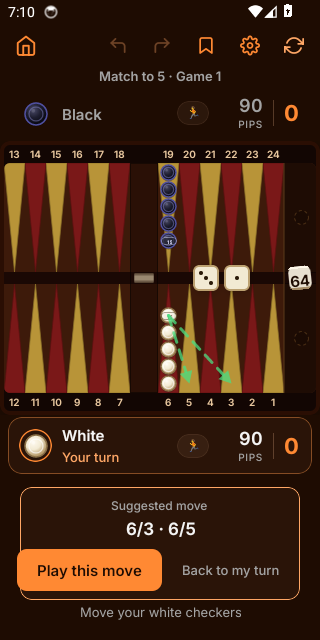 7:10
Match to 5 · Game 1
Black
90
PIPS
0
13 14 15 16 17 18 19 20 21 22 23 24
64
12 11 10 9 8 7 6 5 4 3 2 1
White
Your turn
90
PIPS
0
Suggested move
6/3 · 6/5
Play this move
Back to my turn
Move your white checkers